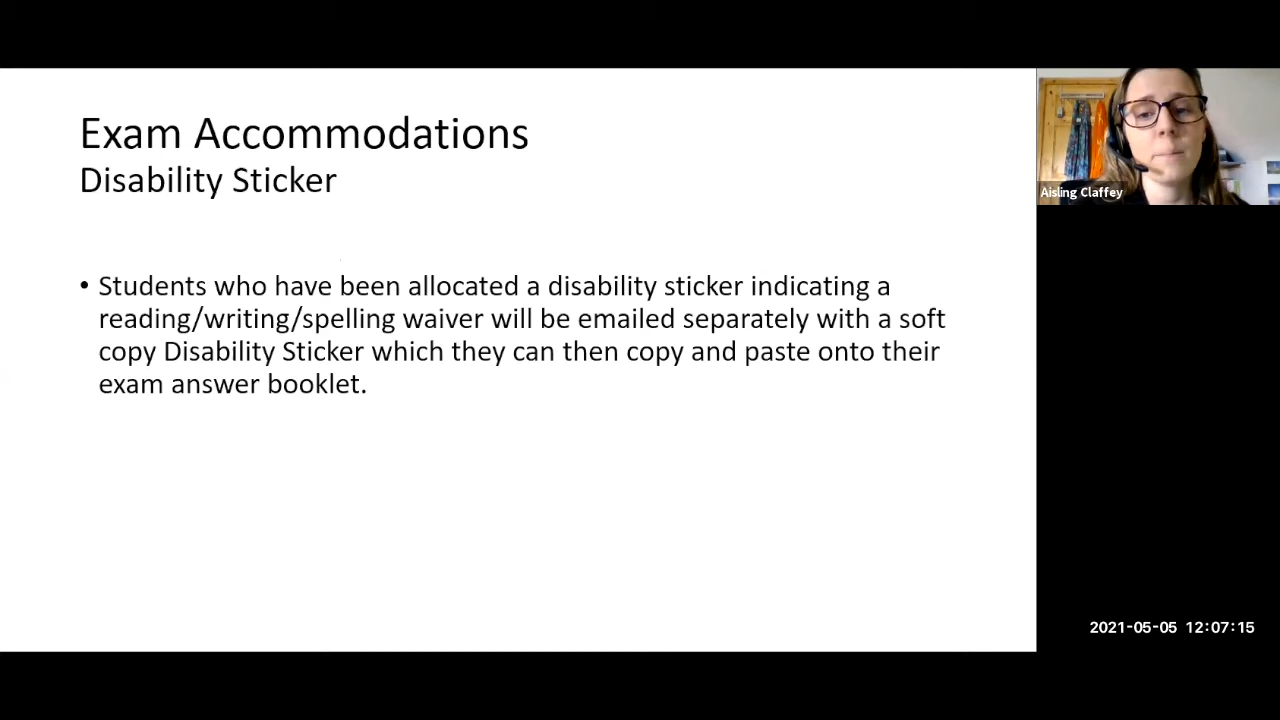 Exam Accommodations
Disability Sticker
• Students who have been allocated a disability sticker indicating a
reading/writing/spelling waiver will be emailed separately with a soft
copy Disability Sticker which they can then copy and paste onto their
exam answer booklet.
Aisling Claffey
2021-05-05 12:07:15